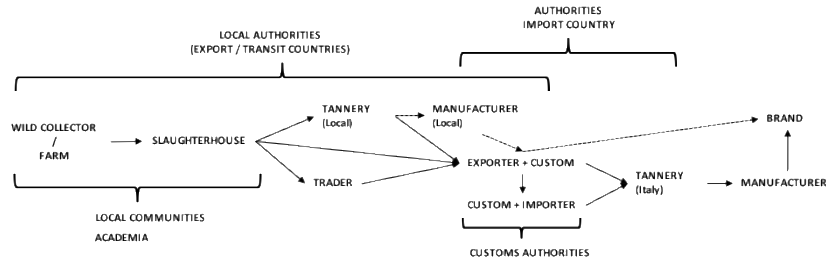 AUTHORITIES
IMPORT COUNTRY
LOCAL AUTHORITIES
(EXPORT / TRANSIT COUNTRIES)
TANNERY
(Local)
MANUFACTURER
(Local)
BRAND
WILD COLLECTOR
/
FARM
SLAUGHTERHOUSE
EXPORTER + CUSTOM
TRADER
TANNERY
(Italy)
MANUFACTURER
CUSTOM + IMPORTER
LOCAL COMMUNITIES
ACADEMIA
CUSTOMS AUTHORITIES